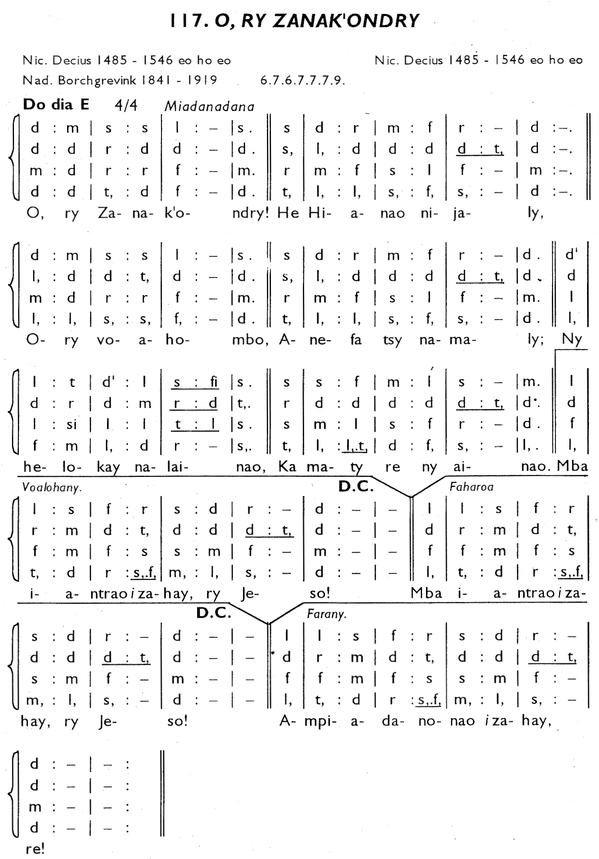 117. O, RY ZANAK'ONDRY
Nic. Decius 1485 - 1546 eo ho eo Nic. Decius 1485 - 1546 eo ho eo
Nad. Borchgrevink 1841 - 1919 6.7.6.7.7.7.9.
Do dia E 4/4 Miadanadana
d : m | s : s | l : – | s . || s | d : r | m : f | r : – | d :–. ||
d : d | r : d | d : – | d . || s, | l, : d | d : d | d : t, | d :–. ||
m : d | r : r | f : – | m. || r | m : f | s : l | f : – | m :–. ||
d : d | t, : d | f : – | d . || t, | l, : l, | s, : f, | s, : – | d :–. ||
O, ry Za- na- k'o- ndry! He Hi- a- nao ni- ja- ly,
d : m | s : s | l : – | s . || s | d : r | m : f | r : – | d . || d'
l, : d | d : t, | d : – | d . || s, | l, : d | d : d | d : t, | d . || d
m : d | r : r | f : – | m. || r | m : f | s : l | f : – | m. || l
l, : l, | s, : s, | f, : – | d . || t, | l, : l, | s, : f, | s, : – | d . || l,
O- ry vo- a- ho- mbo, A- ne- fa tsy na- ma- ly; Ny
l : t | d' : l | s : fi | s . || s | s : f | m : l | s : – | m. | l
d : r | d : m | r : d | t,. || r | d : d | d : d | d : t, | d . | d
l : si | l : l | t : l | s . || s | m : l | s : f | r : – | d . | f
f : m | l, : d | r : – | s,. || t, | l, : l,.t, | d : f, | s, : – | l,. | l,
he- lo- kay na- lai- nao, Ka ma- ty re ny ai- nao. Mba
Voalohany. D.C. Faharoa
l : s | f : r | s : d | r : – | d : – | – || l | l : s | f : r
r : m | d : t, | d : d | d : t, | d : – | – || d | r : m | d : t,
f : m | f : s | s : m | f : – | m : – | – || f | f : m | f : s
t, : d | r : s,.f, | m, : l, | s, : – | d : – | – || l, | t, : d | r : s,.f,
i- a- ntrao i za- hay, ry Je- so! Mba i- a- ntrao i za-
D.C. Farany.
s : d | r : – | d : – | – || l | l : s | f : r | s : d | r : –
d : d | d : t, | d : – | – || d | r : m | d : t, | d : d | d : t,
s : m | f : – | m : – | – || f | f : m | f : s | s : m | f : –
m, : l, | s, : – | d : – | – || l, | t, : d | r : s,.f, | m, : l, | s, : –
hay, ry Je- so! A- mpi- a- da- no- nao i za- hay,
d : – | – : ||
d : – | – : ||
m : – | – : ||
d : – | – : ||
re!